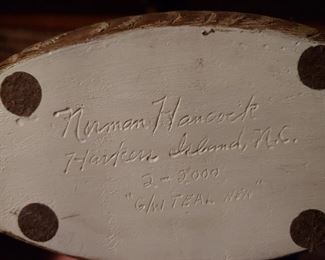 Norman Hancock
Harkers Island, N.C.
2-2000
"G/W TEAL HEN"